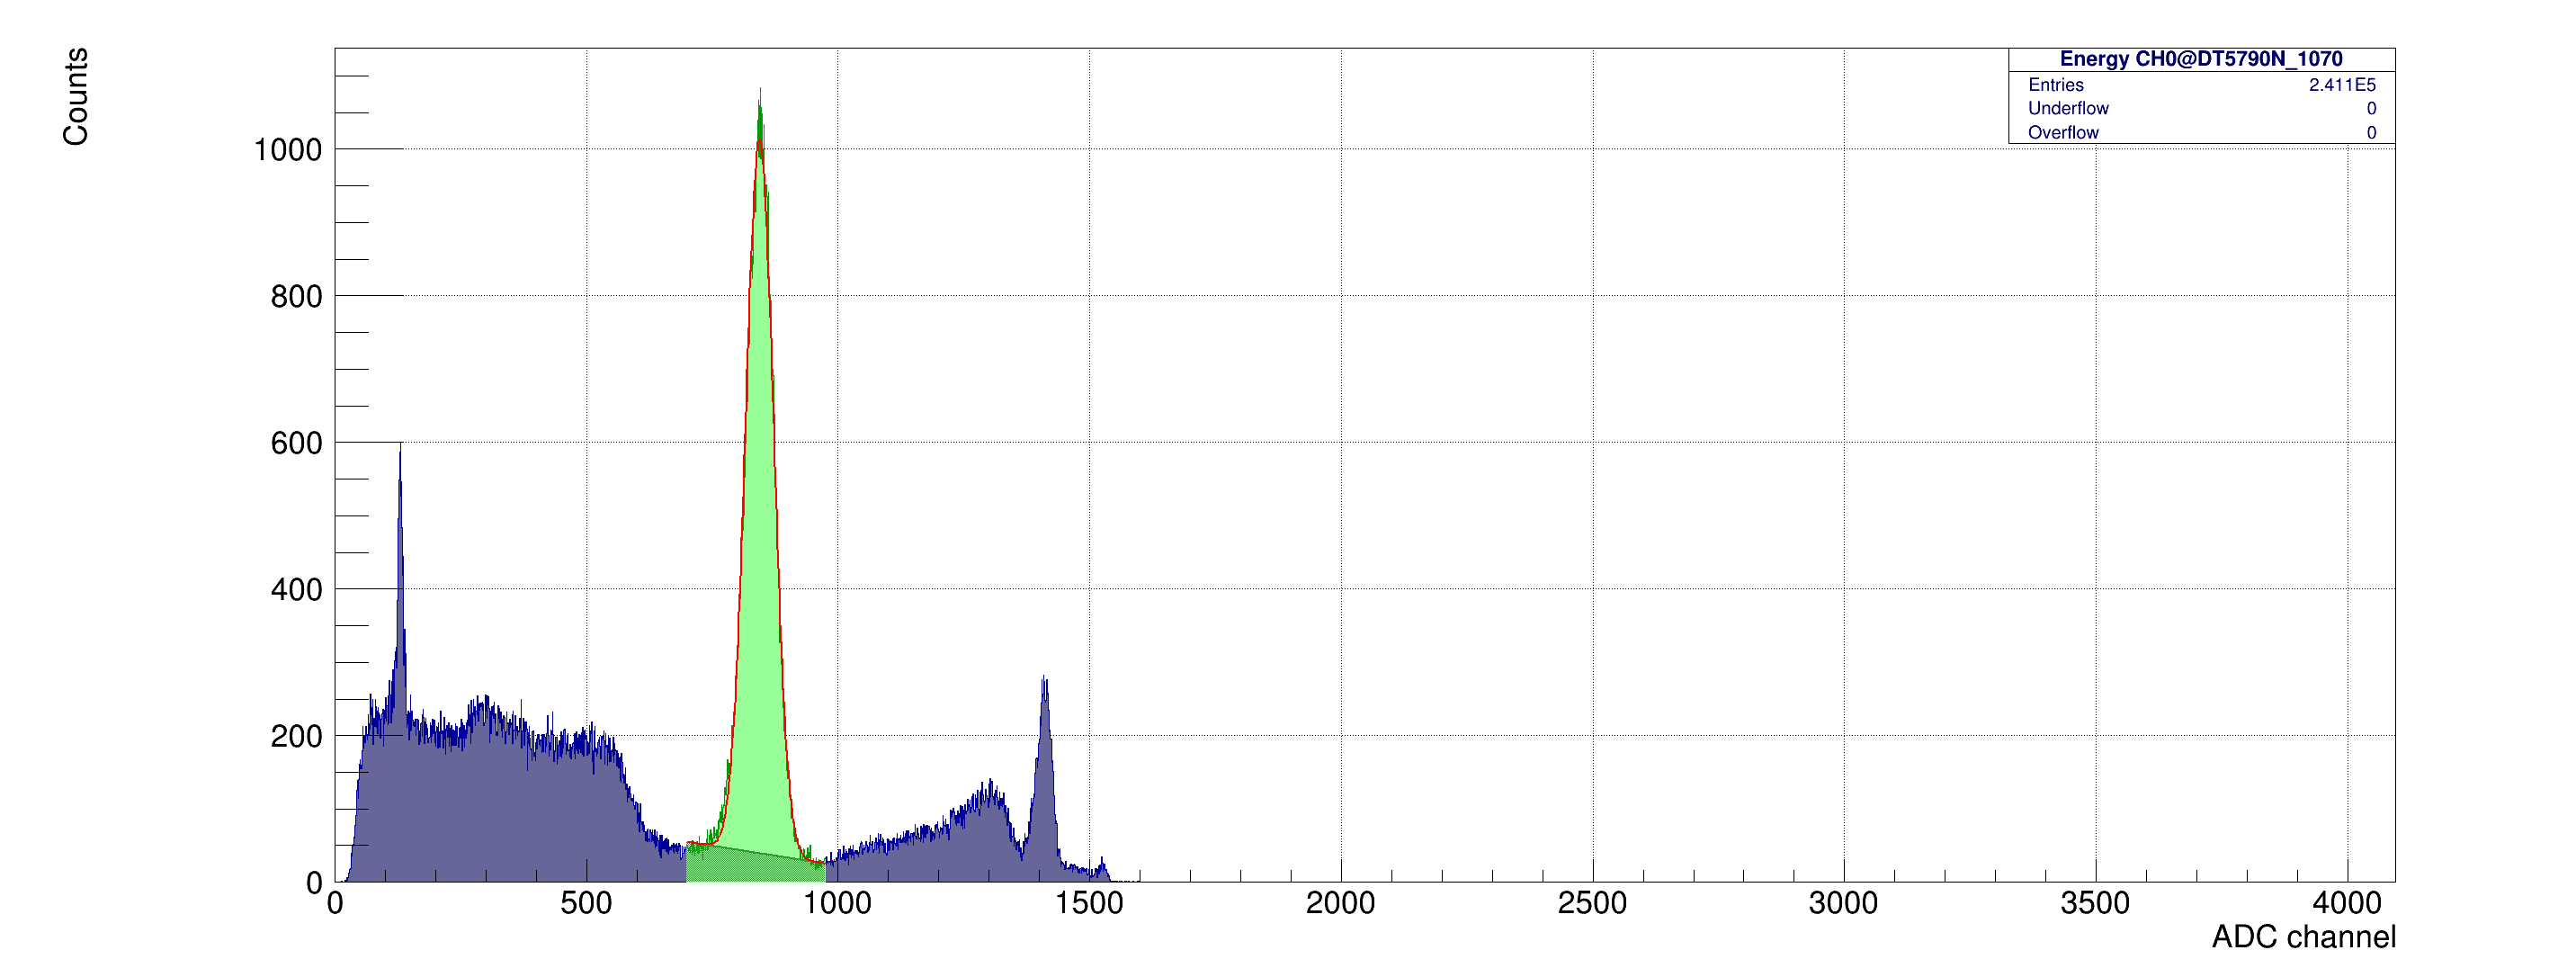 Counts
Energy CH0@DT5790N_1070
Entries 2.411E5
Underflow 0
Overflow 0
1000
800
600
400
200
0
0 500 1000 1500 2000 2500 3000 3500 4000
ADC channel